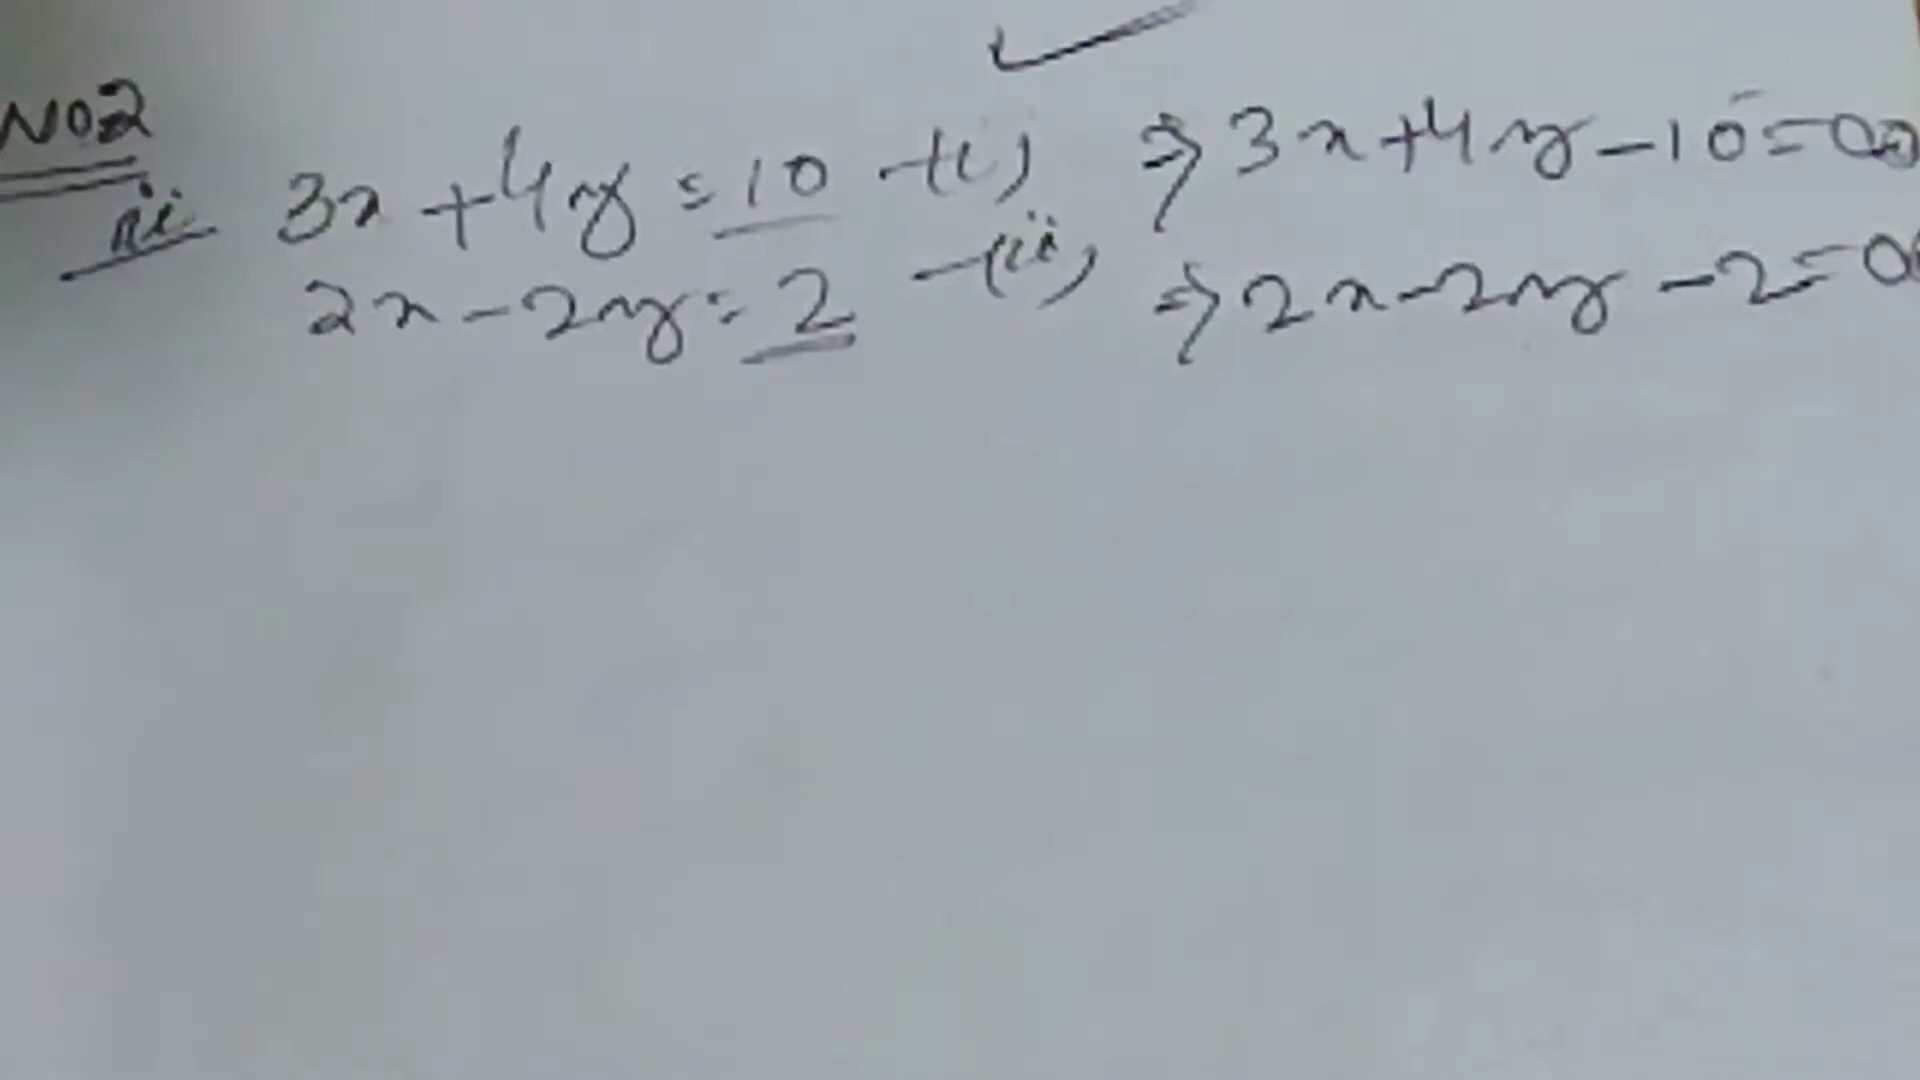 NO2
ii 3x+4y=10 -(i) ⇒ 3x+4y-10=0
2x-2y=2 -(ii) ⇒ 2x-2y-2=0